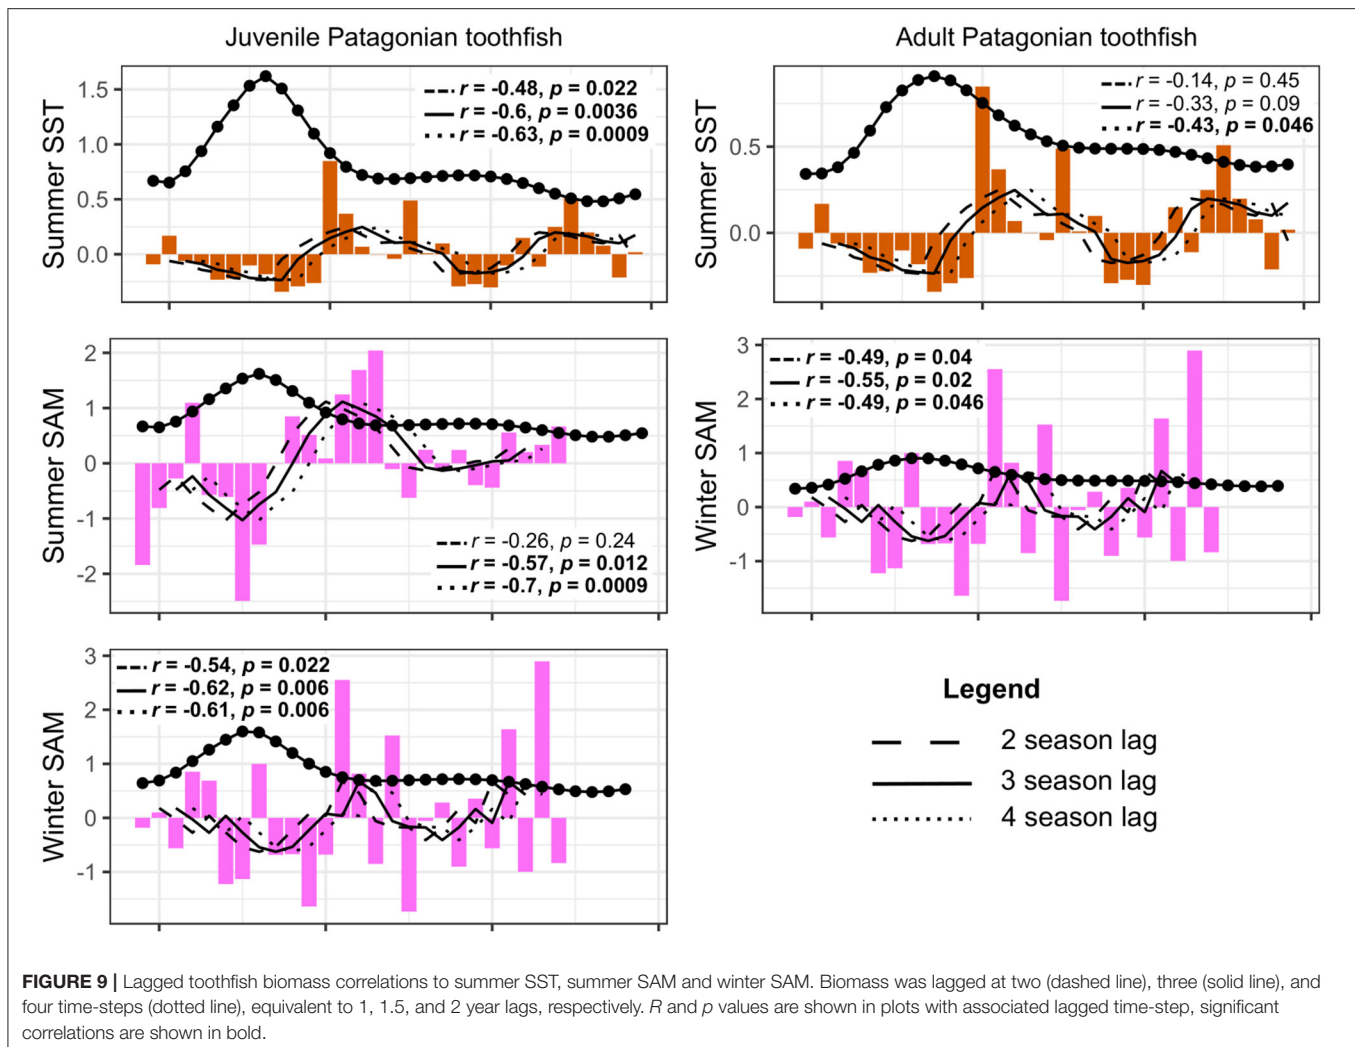 Juvenile Patagonian toothfish
Adult Patagonian toothfish
Summer SST
1.5
1.0
0.5
0.0
r = -0.48, p = 0.022
r = -0.6, p = 0.0036
r = -0.63, p = 0.0009
Summer SST
0.5
0.0
r = -0.14, p = 0.45
r = -0.33, p = 0.09
r = -0.43, p = 0.046
Summer SAM
2
1
0
-1
-2
r = -0.26, p = 0.24
r = -0.57, p = 0.012
r = -0.7, p = 0.0009
Winter SAM
3
2
1
0
-1
r = -0.49, p = 0.04
r = -0.55, p = 0.02
r = -0.49, p = 0.046
Winter SAM
3
2
1
0
-1
r = -0.54, p = 0.022
r = -0.62, p = 0.006
r = -0.61, p = 0.006
Legend
2 season lag
3 season lag
4 season lag
FIGURE 9 | Lagged toothfish biomass correlations to summer SST, summer SAM and winter SAM. Biomass was lagged at two (dashed line), three (solid line), and
four time-steps (dotted line), equivalent to 1, 1.5, and 2 year lags, respectively. R and p values are shown in plots with associated lagged time-step, significant
correlations are shown in bold.